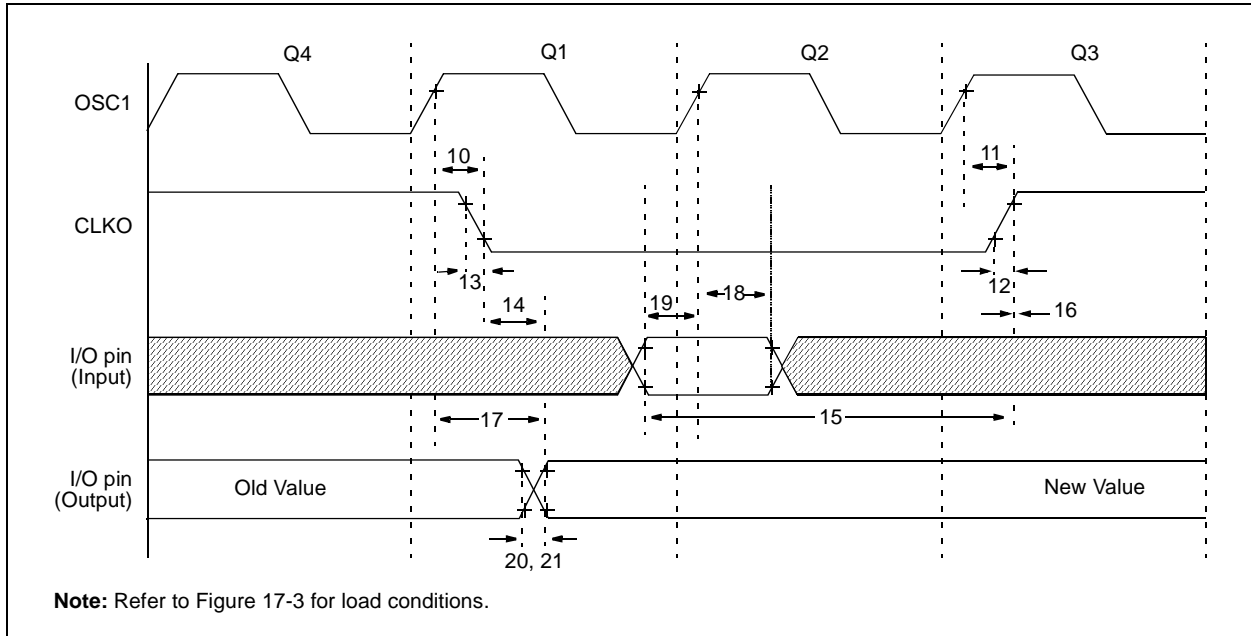 Q4 Q1 Q2 Q3
OSC1
10 11
CLKO
13 12
14 19 18 16
I/O pin
(Input)
17 15
I/O pin
(Output)
Old Value New Value
20, 21
Note: Refer to Figure 17-3 for load conditions.